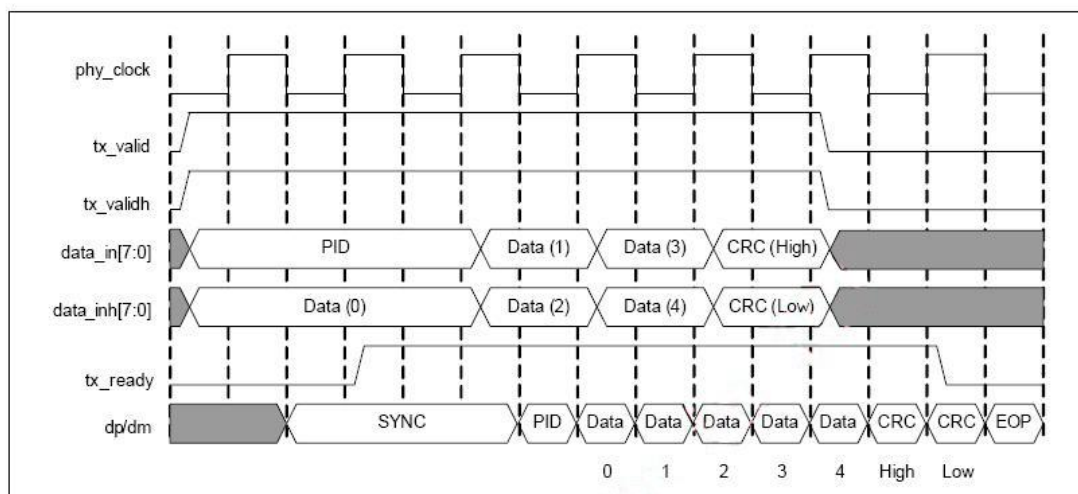 phy_clock
tx_valid
tx_validh
data_in[7:0] PID Data (1) Data (3) CRC (High)
data_inh[7:0] Data (0) Data (2) Data (4) CRC (Low)
tx_ready
dp/dm SYNC PID Data Data Data Data Data CRC CRC EOP
0 1 2 3 4 High Low